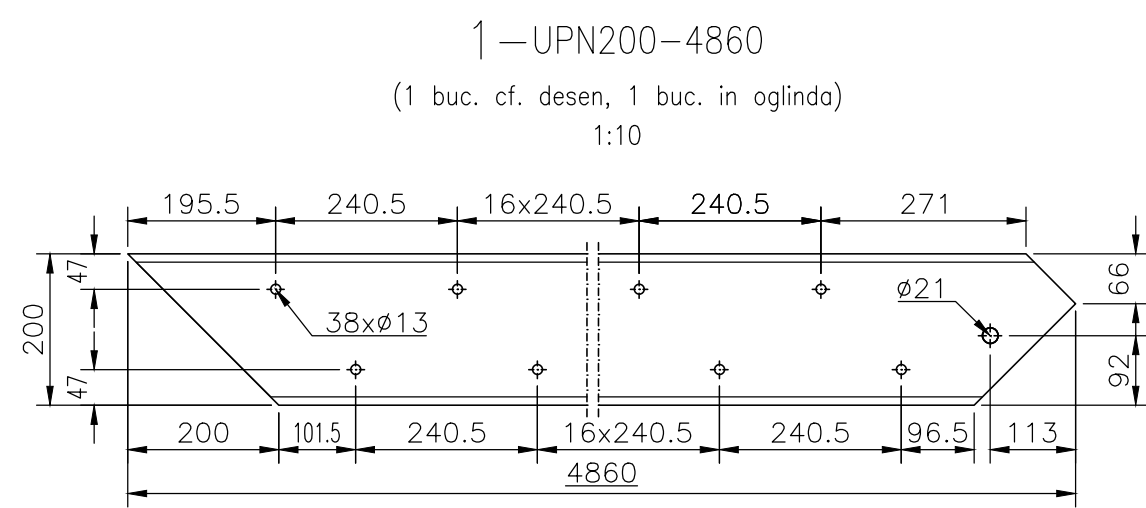 1-UPN200-4860
(1 buc. cf. desen, 1 buc. in oglinda)
1:10
195.5 240.5 16x240.5 240.5 271
47
66
200
38xø13
ø21
47
92
200 101.5 240.5 16x240.5 240.5 96.5 113
4860